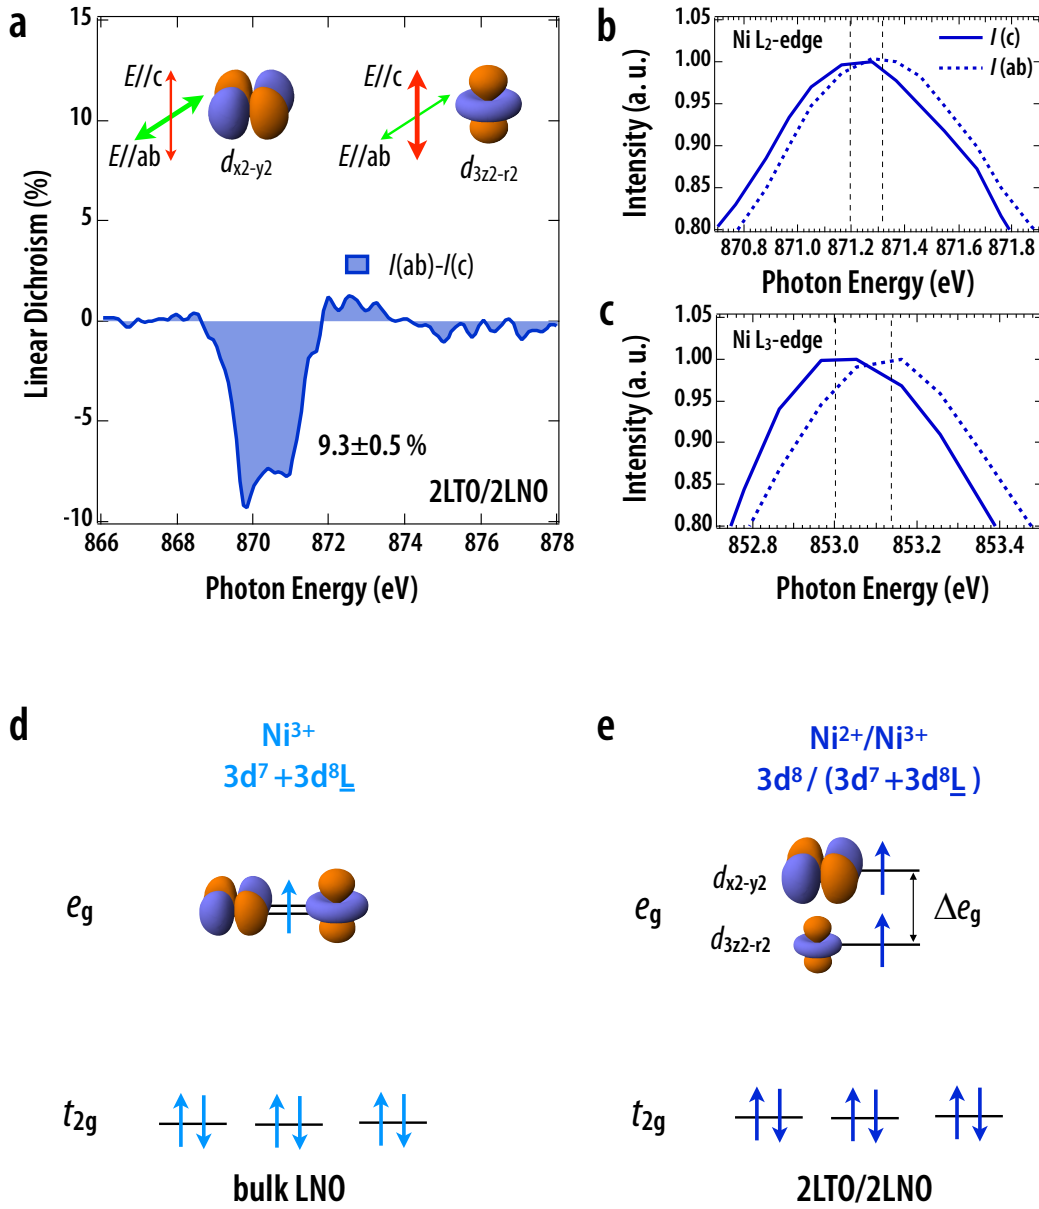 a
15
10
5
0
-5
-10
Linear Dichroism (%)
E//c
E//ab
dx2-y2
E//c
E//ab
d3z2-r2
I(ab)-I(c)
9.3±0.5 %
2LTO/2LNO
866 868 870 872 874 876 878
Photon Energy (eV)
b
1.05
1.00
0.95
0.90
0.85
0.80
Intensity (a. u.)
Ni L2-edge
I (c)
I (ab)
870.8 871.0 871.2 871.4 871.6 871.8
Photon Energy (eV)
c
1.05
1.00
0.95
0.90
0.85
0.80
Intensity (a. u.)
Ni L3-edge
852.8 853.0 853.2 853.4
Photon Energy (eV)
d
Ni3+
3d7 +3d8L
eg
t2g
bulk LNO
e
Ni2+/Ni3+
3d8 / (3d7 +3d8L )
dx2-y2
eg
Δeg
d3z2-r2
t2g
2LTO/2LNO